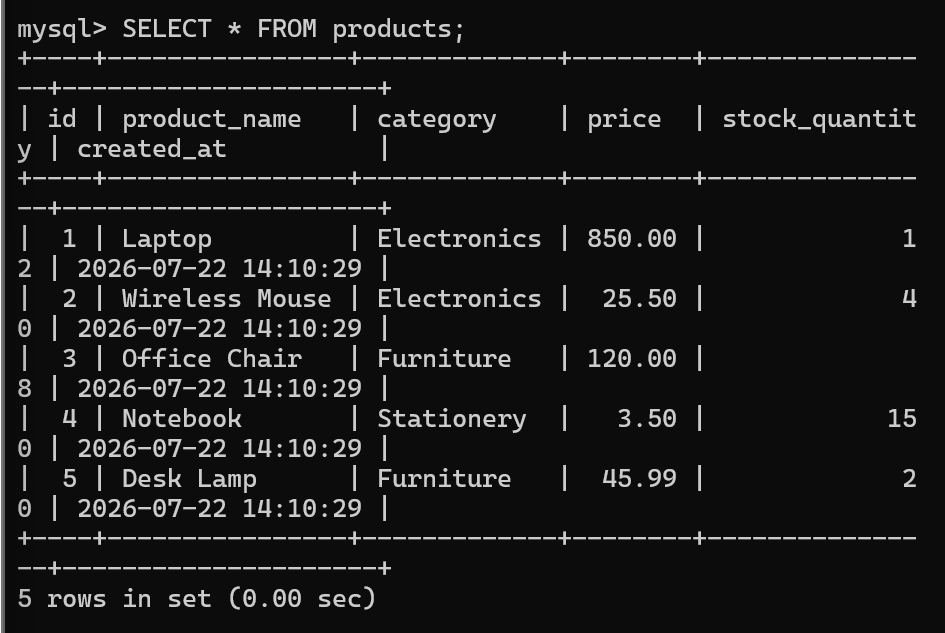 mysql> SELECT * FROM products;
+----+----------------+-------------+--------+--------------
--+---------------------+
| id | product_name   | category    | price  | stock_quantit
y | created_at          |
+----+----------------+-------------+--------+--------------
--+---------------------+
|  1 | Laptop         | Electronics | 850.00 |             1
2 | 2026-07-22 14:10:29 |
|  2 | Wireless Mouse | Electronics |  25.50 |             4
0 | 2026-07-22 14:10:29 |
|  3 | Office Chair   | Furniture   | 120.00 |
8 | 2026-07-22 14:10:29 |
|  4 | Notebook       | Stationery  |   3.50 |            15
0 | 2026-07-22 14:10:29 |
|  5 | Desk Lamp      | Furniture   |  45.99 |             2
0 | 2026-07-22 14:10:29 |
+----+----------------+-------------+--------+--------------
--+---------------------+
5 rows in set (0.00 sec)